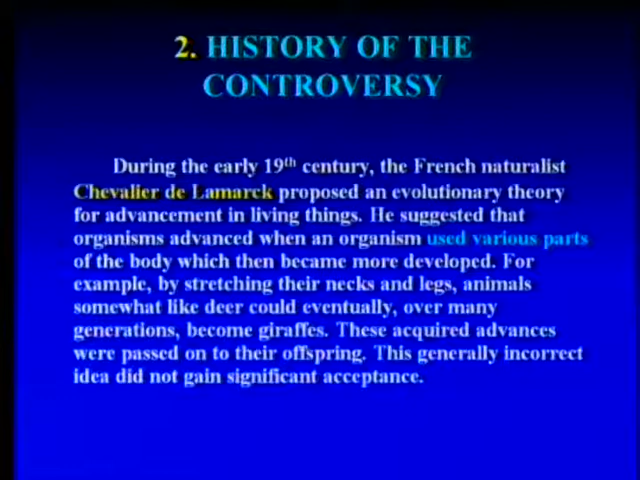 2. HISTORY OF THE
CONTROVERSY
During the early 19th century, the French naturalist
Chevalier de Lamarck proposed an evolutionary theory
for advancement in living things. He suggested that
organisms advanced when an organism used various parts
of the body which then became more developed. For
example, by stretching their necks and legs, animals
somewhat like deer could eventually, over many
generations, become giraffes. These acquired advances
were passed on to their offspring. This generally incorrect
idea did not gain significant acceptance.